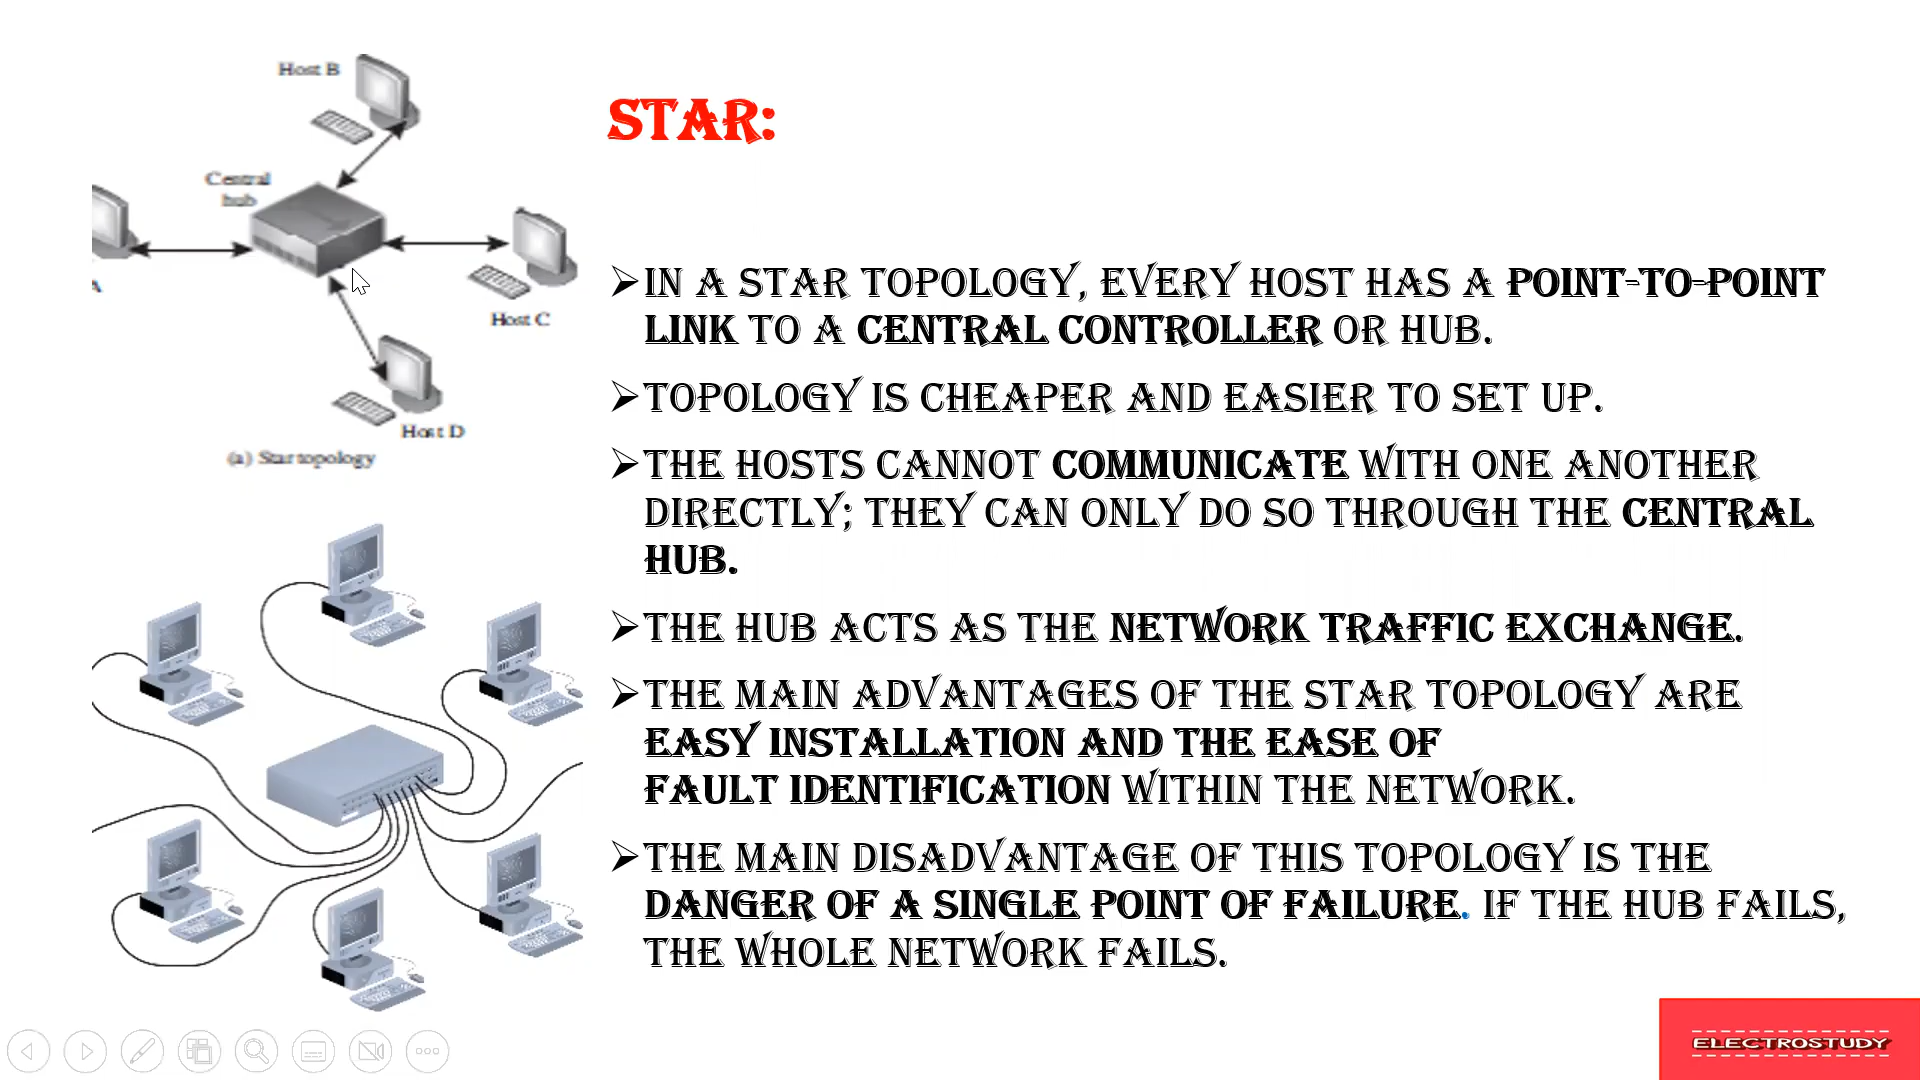 Host B
Central
hub
A
Host C
Host D
(a) Star topology
STAR:
➢IN A STAR TOPOLOGY, EVERY HOST HAS A POINT-TO-POINT
LINK TO A CENTRAL CONTROLLER OR HUB.
➢TOPOLOGY IS CHEAPER AND EASIER TO SET UP.
➢THE HOSTS CANNOT COMMUNICATE WITH ONE ANOTHER
DIRECTLY; THEY CAN ONLY DO SO THROUGH THE CENTRAL
HUB.
➢THE HUB ACTS AS THE NETWORK TRAFFIC EXCHANGE.
➢THE MAIN ADVANTAGES OF THE STAR TOPOLOGY ARE
EASY INSTALLATION AND THE EASE OF
FAULT IDENTIFICATION WITHIN THE NETWORK.
➢THE MAIN DISADVANTAGE OF THIS TOPOLOGY IS THE
DANGER OF A SINGLE POINT OF FAILURE. IF THE HUB FAILS,
THE WHOLE NETWORK FAILS.
ELECTROSTUDY